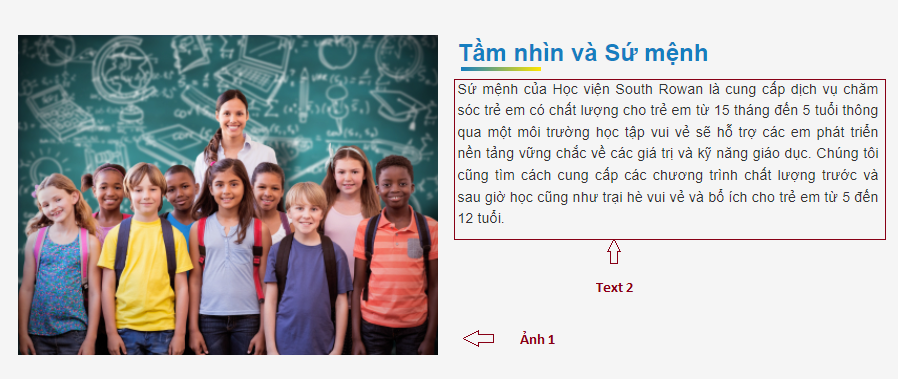 Tầm nhìn và Sứ mệnh
Sứ mệnh của Học viện South Rowan là cung cấp dịch vụ chăm
sóc trẻ em có chất lượng cho trẻ em từ 15 tháng đến 5 tuổi thông
qua một môi trường học tập vui vẻ sẽ hỗ trợ các em phát triển
nền tảng vững chắc về các giá trị và kỹ năng giáo dục. Chúng tôi
cũng tìm cách cung cấp các chương trình chất lượng trước và
sau giờ học cũng như trại hè vui vẻ và bổ ích cho trẻ em từ 5 đến
12 tuổi.
Text 2
Ảnh 1